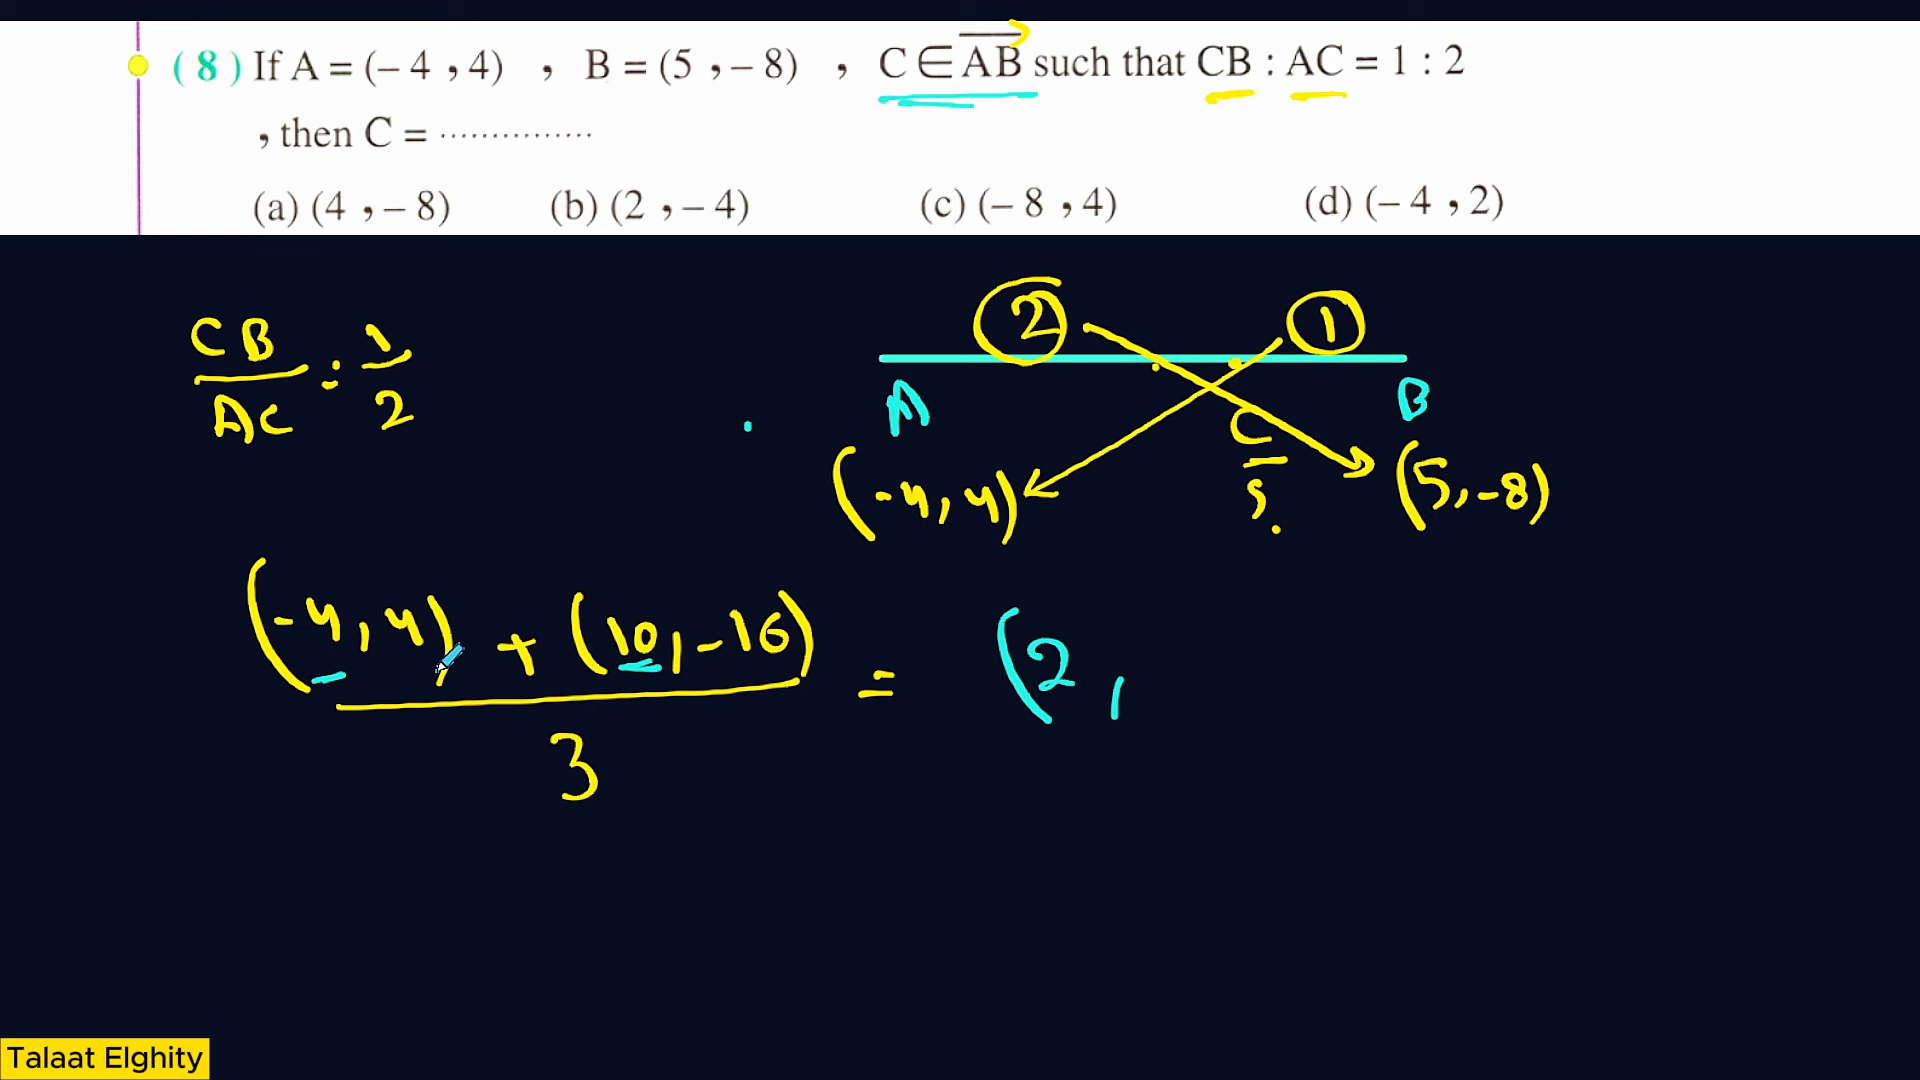 (8) If A = (– 4 , 4) , B = (5 , – 8) , C ∈ AB such that CB : AC = 1 : 2
, then C = ...............
(a) (4 , – 8) (b) (2 , – 4) (c) (– 8 , 4) (d) (– 4 , 2)
CB/AC = 1/2
2 1
A C B
(-4, 4) ? (5, -8)
(-4, 4) + (10, -16) = (2,
3
Talaat Elghity